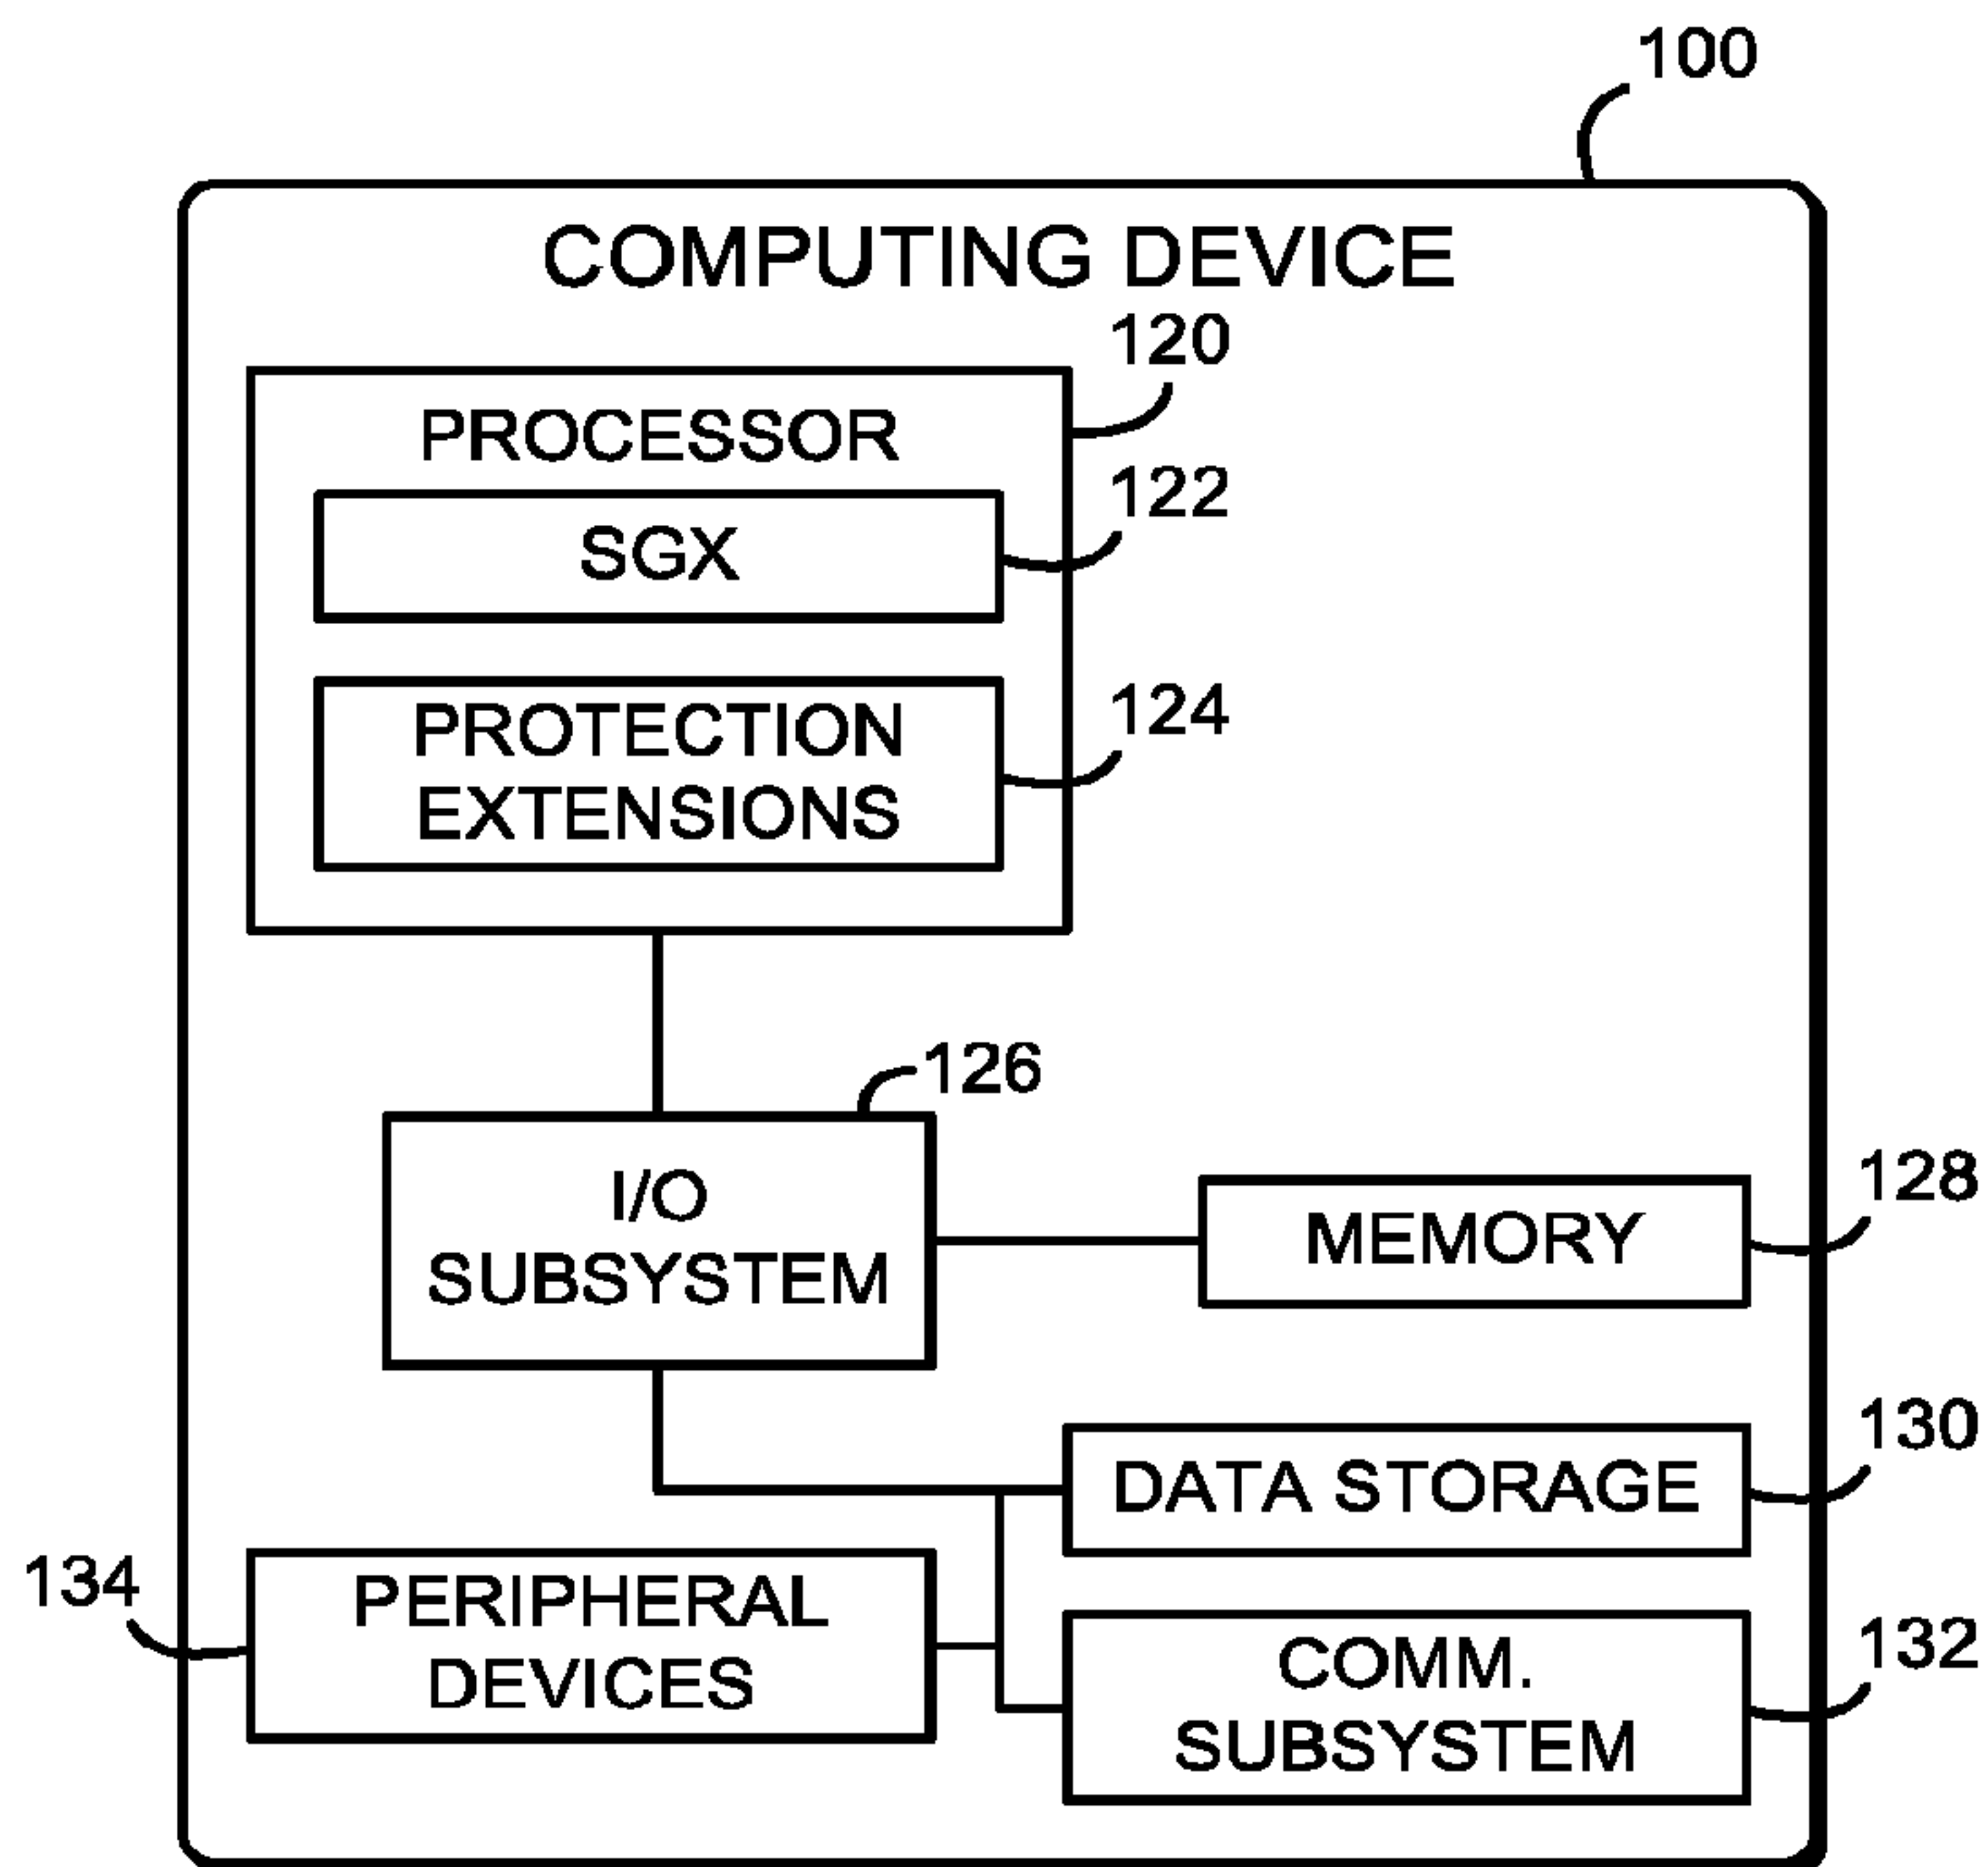 100
COMPUTING DEVICE
120
PROCESSOR
122
SGX
124
PROTECTION
EXTENSIONS
126
I/O
SUBSYSTEM
128
MEMORY
130
DATA STORAGE
134
PERIPHERAL
DEVICES
132
COMM.
SUBSYSTEM